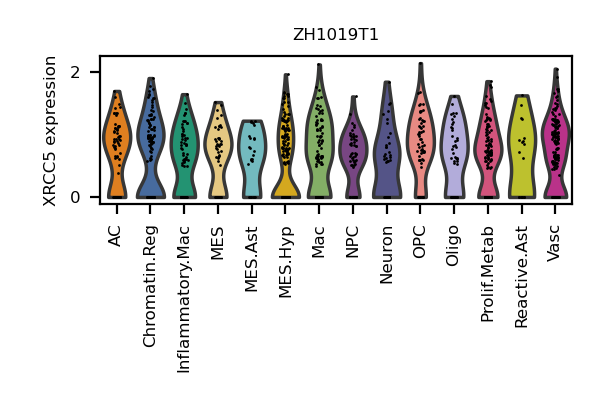 ZH1019T1
XRCC5 expression
2
0
AC
Chromatin.Reg
Inflammatory.Mac
MES
MES.Ast
MES.Hyp
Mac
NPC
Neuron
OPC
Oligo
Prolif.Metab
Reactive.Ast
Vasc